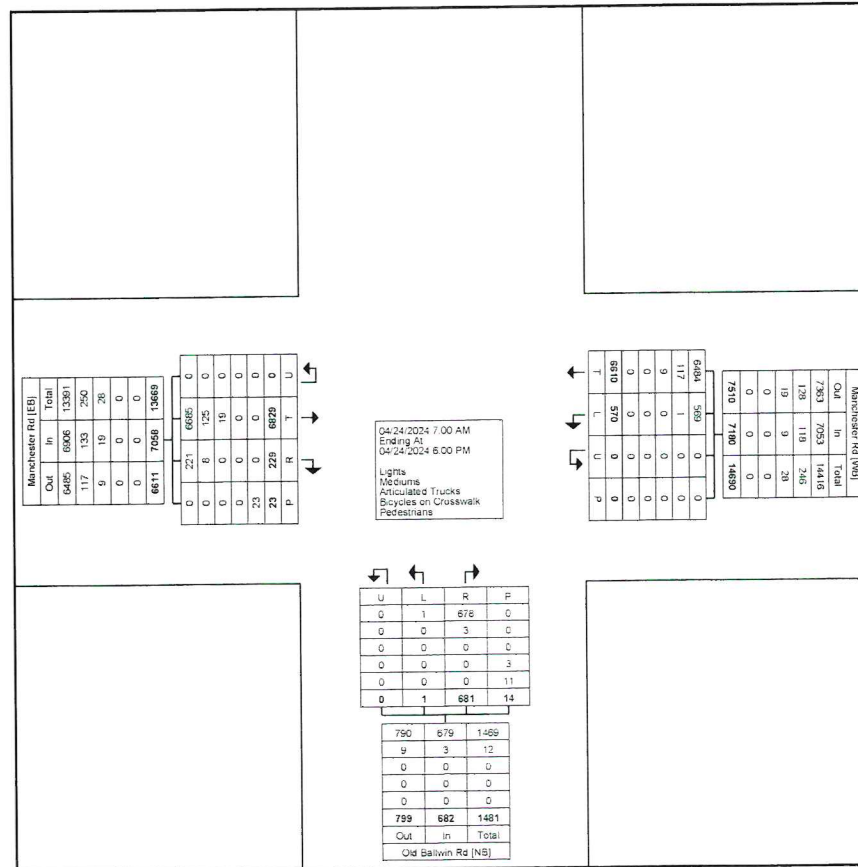 Manchester Rd [EB]
Total 13391 250 28 0 0 13669
In 6906 133 19 0 0 7058
Out 6485 117 9 0 0 6611
0 0 0 0 0 0 U
6685 125 19 0 0 6829 T
221 8 0 0 0 229 R
0 0 0 0 23 23 P
04/24/2024 7:00 AM
Ending At
04/24/2024 6:00 PM
Lights
Mediums
Articulated Trucks
Bicycles on Crosswalk
Pedestrians
T 6610 0 0 9 117 6484
L 570 0 0 0 1 569
U 0 0 0 0 0 0
P 0 0 0 0 0 0
Manchester Rd [WB]
Out 7363 128 19 0 0 7510
In 7053 118 9 0 0 7180
Total 14416 246 28 0 0 14690
U L R P
0 1 678 0
0 0 3 0
0 0 0 0
0 0 0 3
0 0 0 11
0 1 681 14
790 679 1469
9 3 12
0 0 0
0 0 0
0 0 0
799 682 1481
Out In Total
Old Ballwin Rd [NB]